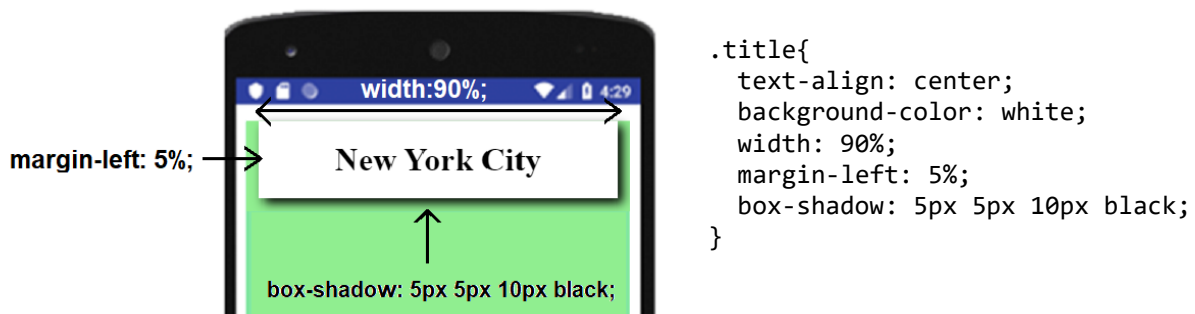 width:90%;
4:29
margin-left: 5%;
New York City
box-shadow: 5px 5px 10px black;
.title{
  text-align: center;
  background-color: white;
  width: 90%;
  margin-left: 5%;
  box-shadow: 5px 5px 10px black;
}